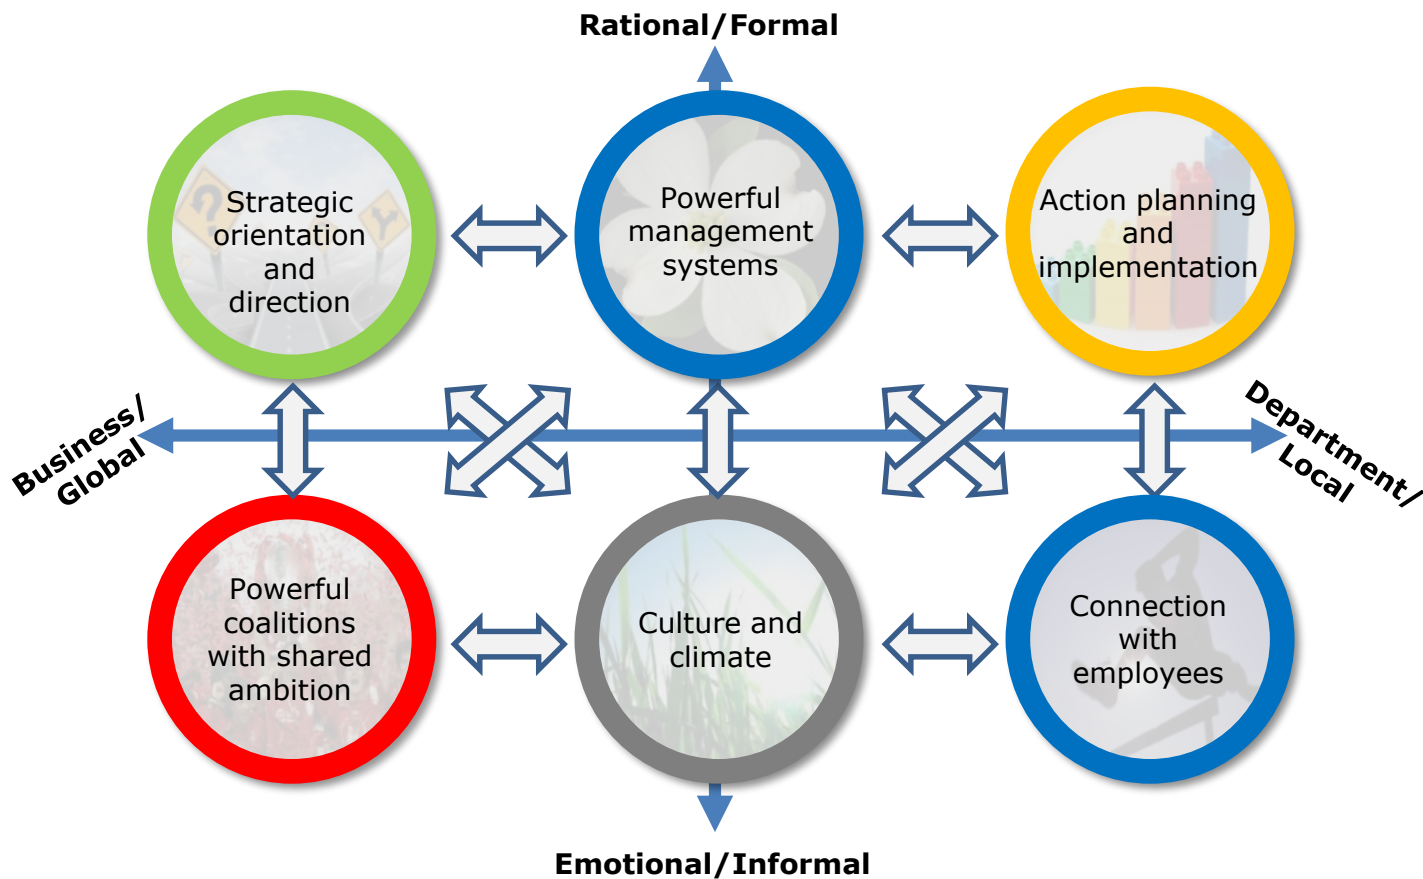 Rational/Formal
Strategic
orientation
and
direction
Powerful
management
systems
Action planning
and
implementation
Business/
Global
Department/
Local
Powerful
coalitions
with shared
ambition
Culture and
climate
Connection
with
employees
Emotional/Informal